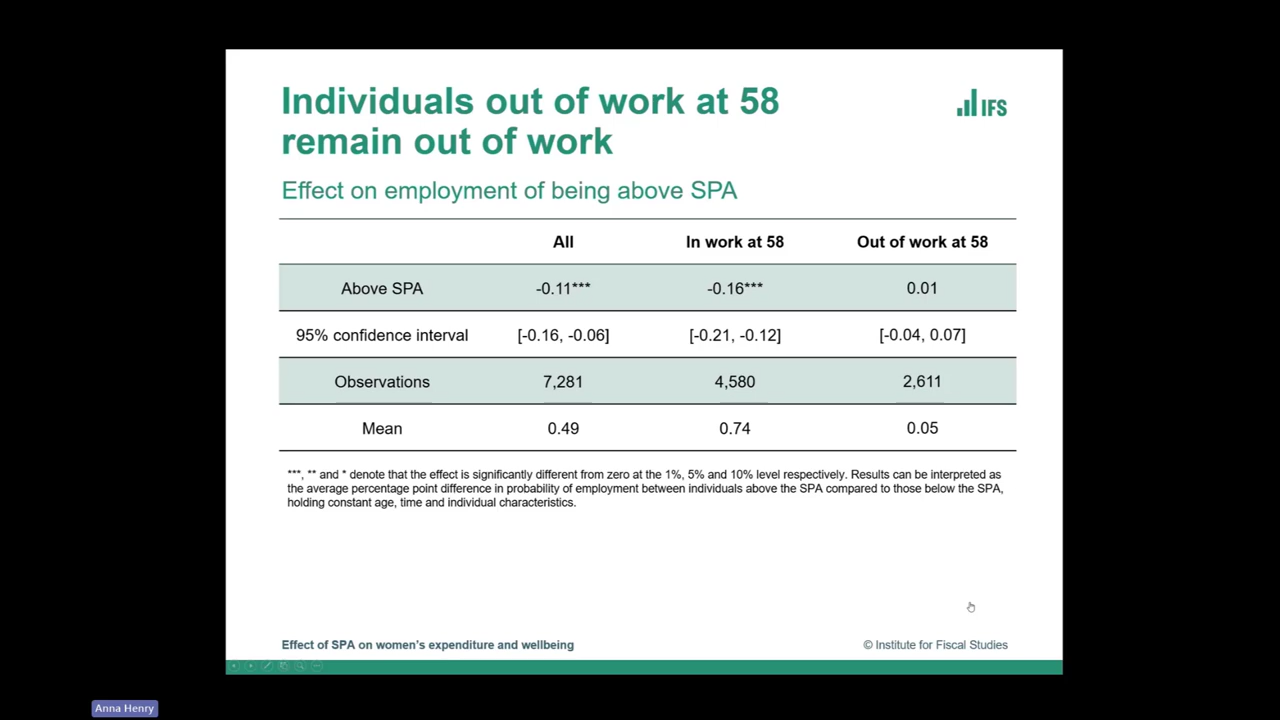 Individuals out of work at 58
remain out of work
IFS
Effect on employment of being above SPA
All In work at 58 Out of work at 58
Above SPA -0.11*** -0.16*** 0.01
95% confidence interval [-0.16, -0.06] [-0.21, -0.12] [-0.04, 0.07]
Observations 7,281 4,580 2,611
Mean 0.49 0.74 0.05
***, ** and * denote that the effect is significantly different from zero at the 1%, 5% and 10% level respectively. Results can be interpreted as
the average percentage point difference in probability of employment between individuals above the SPA compared to those below the SPA,
holding constant age, time and individual characteristics.
Effect of SPA on women's expenditure and wellbeing © Institute for Fiscal Studies
Anna Henry